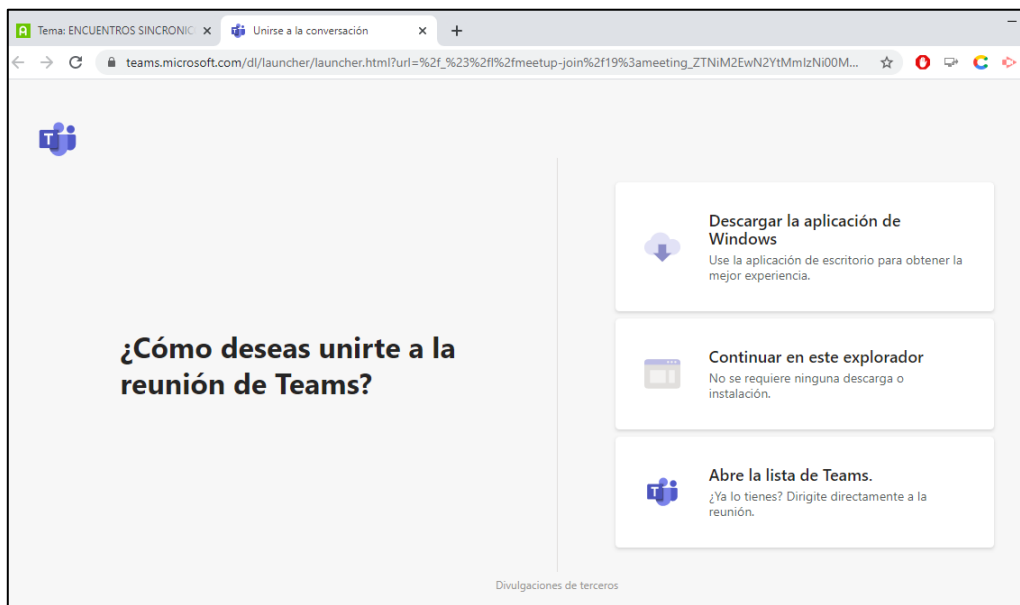 Tema: ENCUENTROS SINCRONIC
Unirse a la conversación
teams.microsoft.com/dl/launcher/launcher.html?url=%2f_%23%2fl%2fmeetup-join%2f19%3ameeting_ZTNiM2EwN2YtMmIzNi00M...
¿Cómo deseas unirte a la
reunión de Teams?
Descargar la aplicación de
Windows
Use la aplicación de escritorio para obtener la
mejor experiencia.
Continuar en este explorador
No se requiere ninguna descarga o
instalación.
Abre la lista de Teams.
¿Ya lo tienes? Dirigite directamente a la
reunión.
Divulgaciones de terceros